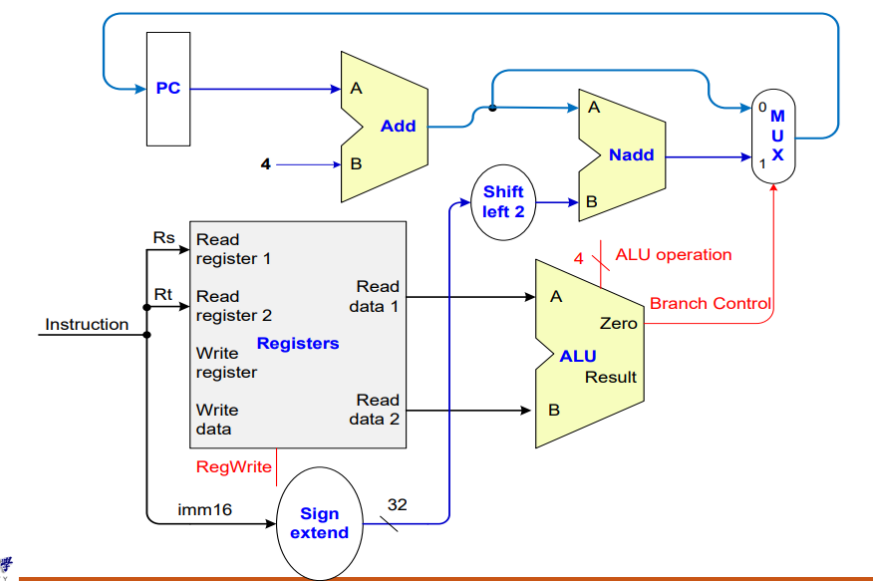 PC
A
Add
4
B
A
Nadd
B
0
M
U
X
1
Shift
left 2
4
ALU operation
Branch Control
Rs
Read
register 1
Rt
Read
register 2
Instruction
Write
register
Registers
Write
data
Read
data 1
Read
data 2
A
Zero
ALU
Result
B
RegWrite
imm16
Sign
extend
32